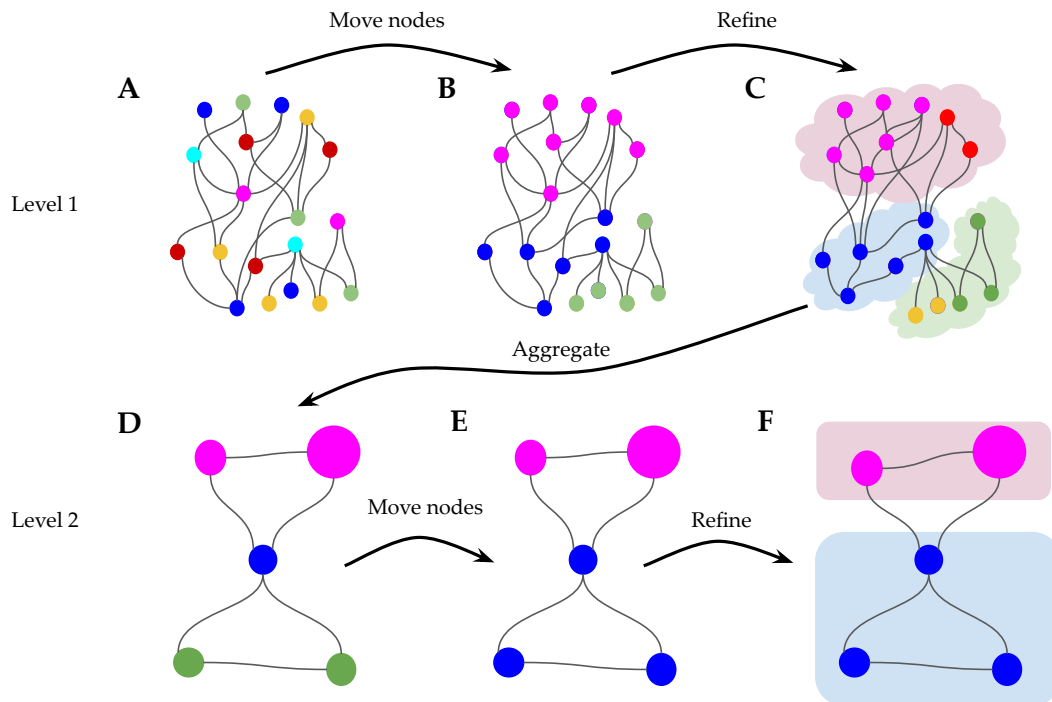 Move nodes
Refine
A
B
C
Level 1
Aggregate
D
E
F
Move nodes
Refine
Level 2